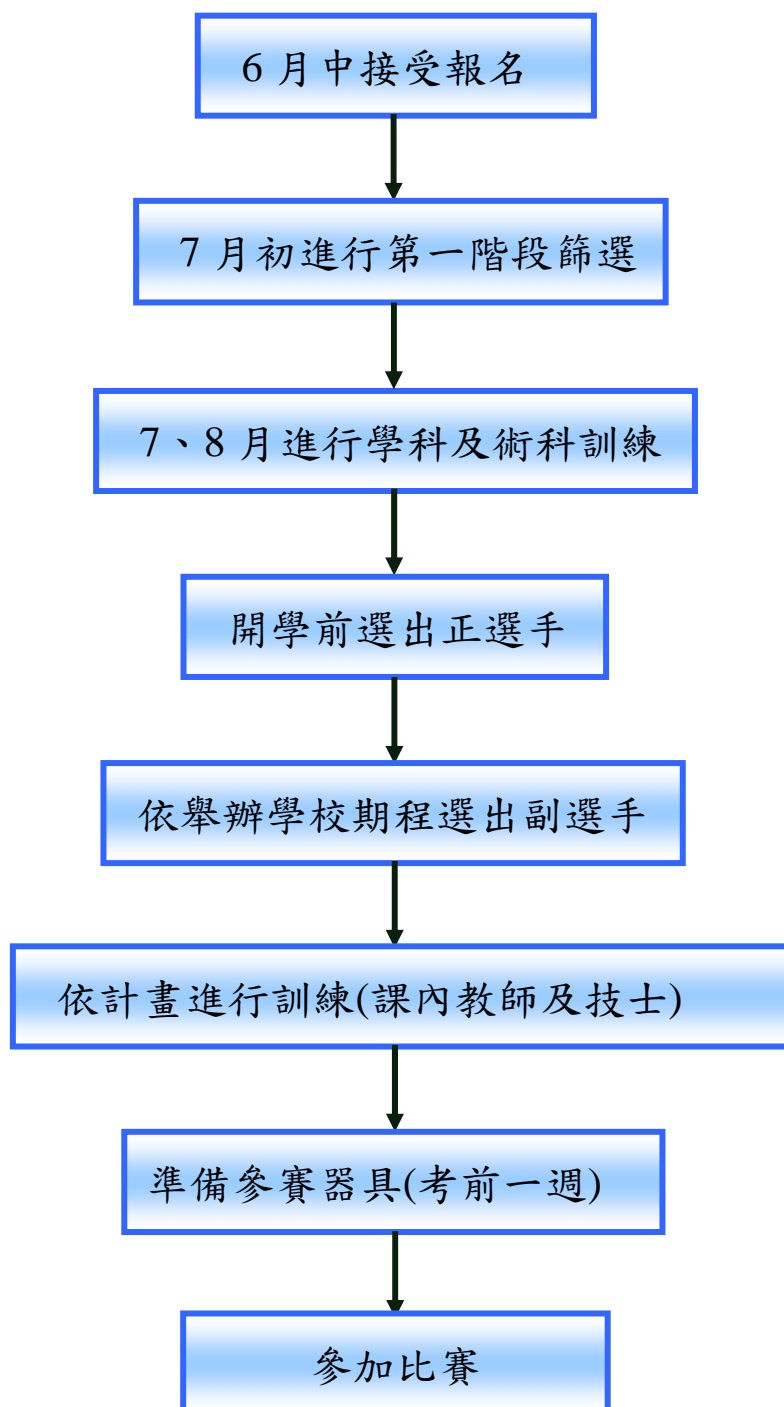 6 月中接受報名
7 月初進行第一階段篩選
7、8 月進行學科及術科訓練
開學前選出正選手
依舉辦學校期程選出副選手
依計畫進行訓練(課內教師及技士)
準備參賽器具(考前一週)
參加比賽